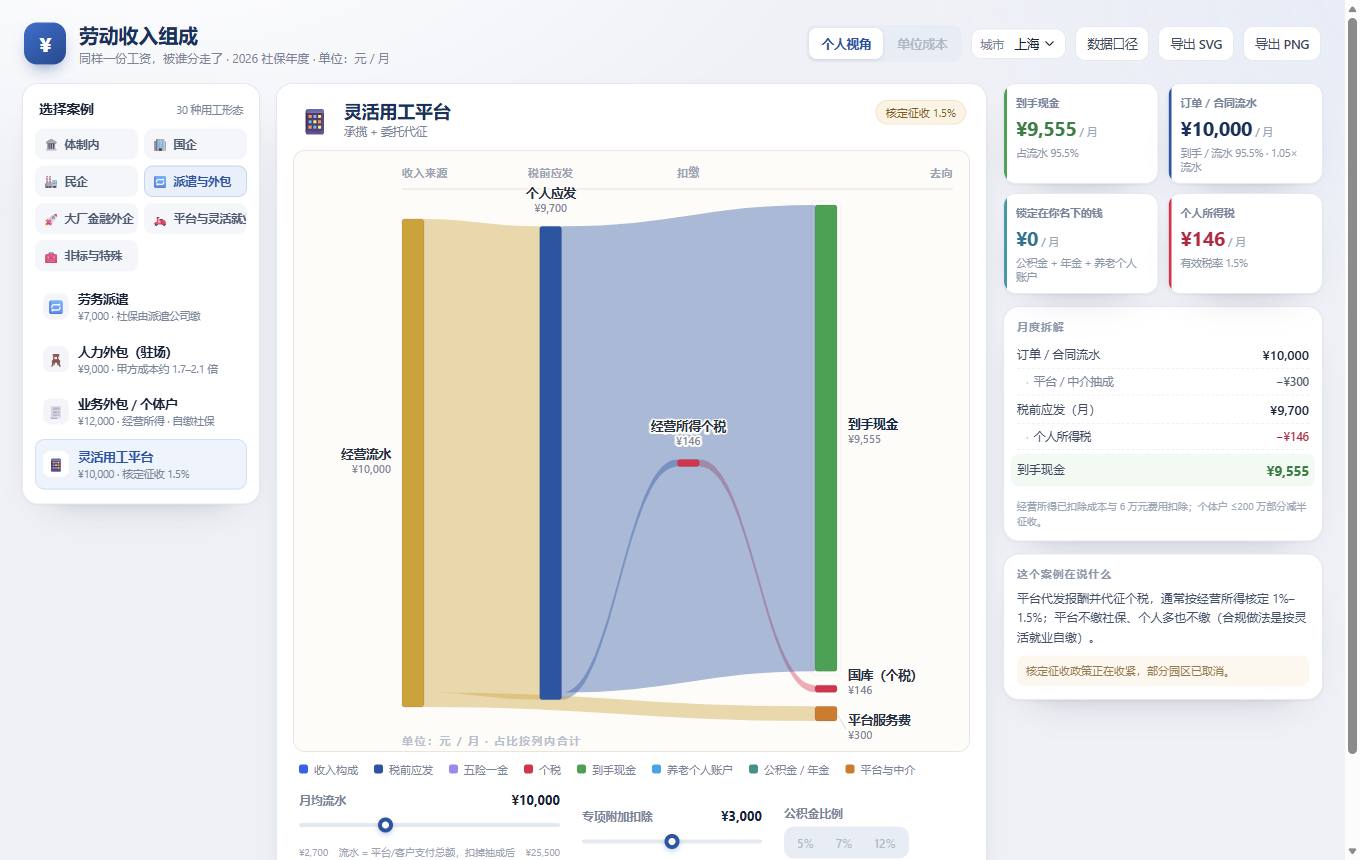 ¥
劳动收入组成
同样一份工资，被谁分走了 · 2026 社保年度 · 单位：元 / 月
个人视角
单位成本
城市 上海
数据口径
导出 SVG
导出 PNG
选择案例
30 种用工形态
体制内
国企
民企
派遣与外包
大厂金融外企
平台与灵活就业
非标与特殊
劳务派遣
¥7,000 · 社保由派遣公司缴
人力外包（驻场）
¥9,000 · 甲方成本约 1.7–2.1 倍
业务外包 / 个体户
¥12,000 · 经营所得 · 自缴社保
灵活用工平台
¥10,000 · 核定征收 1.5%
灵活用工平台
承揽 + 委托代征
核定征收 1.5%
收入来源
税前应发
扣缴
去向
个人应发
¥9,700
经营流水
¥10,000
经营所得个税
¥146
到手现金
¥9,555
国库（个税）
¥146
平台服务费
¥300
单位：元 / 月 · 占比按列内合计
收入构成
税前应发
五险一金
个税
到手现金
养老个人账户
公积金 / 年金
平台与中介
月均流水
¥10,000
¥2,700
流水 = 平台/客户支付总额，扣掉抽成后
¥25,500
专项附加扣除
¥3,000
公积金比例
5%
7%
12%
到手现金
¥9,555 / 月
占流水 95.5%
订单 / 合同流水
¥10,000 / 月
到手 / 流水 95.5% · 1.05×
流水
锁定在你名下的钱
¥0 / 月
公积金 + 年金 + 养老个人
账户
个人所得税
¥146 / 月
有效税率 1.5%
月度拆解
订单 / 合同流水
¥10,000
· 平台 / 中介抽成
−¥300
税前应发（月）
¥9,700
· 个人所得税
−¥146
到手现金
¥9,555
经营所得已扣除成本与 6 万元费用扣除；个体户 ≤200 万部分减半
征收。
这个案例在说什么
平台代发报酬并代征个税，通常按经营所得核定 1%–
1.5%；平台不缴社保、个人多也不缴（合规做法是按灵
活就业自缴）。
核定征收政策正在收紧，部分园区已取消。